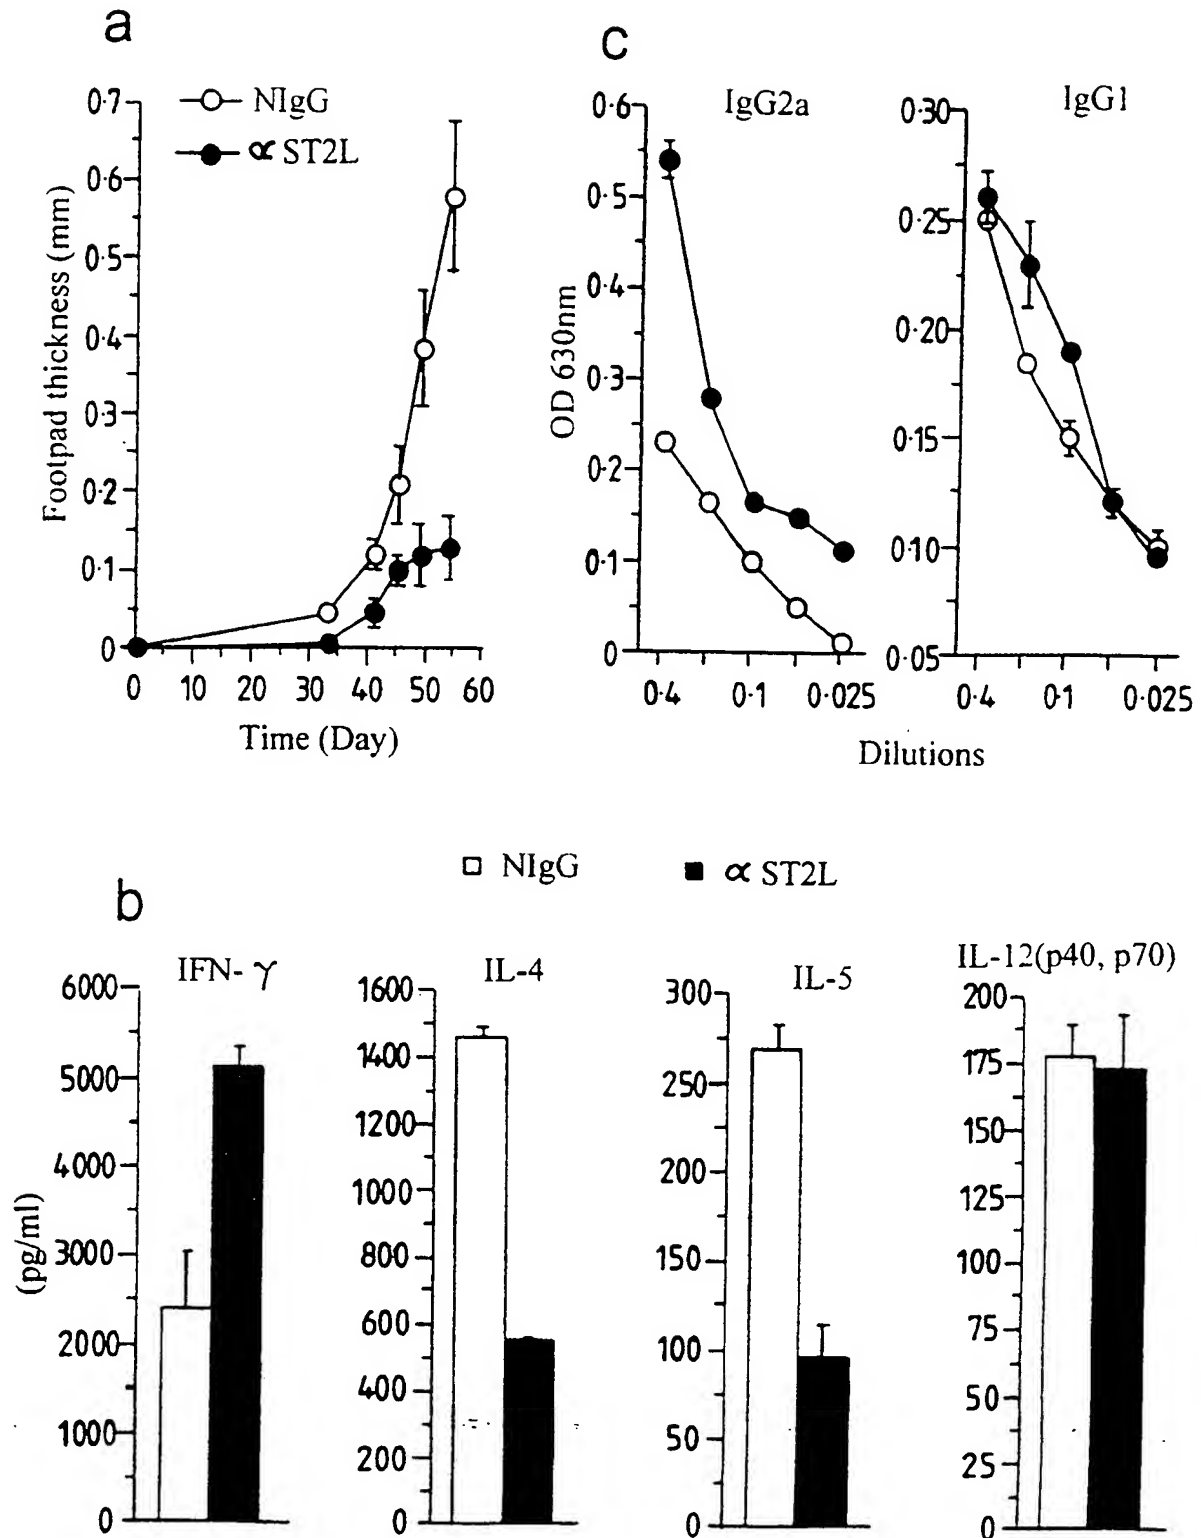 a
NIgG
α ST2L
0·7
0·6
0·5
0·4
0·3
0·2
0·1
0
Footpad thickness (mm)
0 10 20 30 40 50 60
Time (Day)
c
IgG2a
0·6
0·5
0·4
0·3
0·2
0·1
0
OD 630nm
0·4 0·1 0·025
IgG1
0·30
0·25
0·20
0·15
0·10
0·05
0·4 0·1 0·025
Dilutions
NIgG α ST2L
b
IFN- γ
6000
5000
4000
3000
2000
1000
0
(pg/ml)
IL-4
1600
1400
1200
1000
800
600
400
200
0
IL-5
300
250
200
150
100
50
0
IL-12(p40, p70)
200
175
150
125
100
75
50
25
0